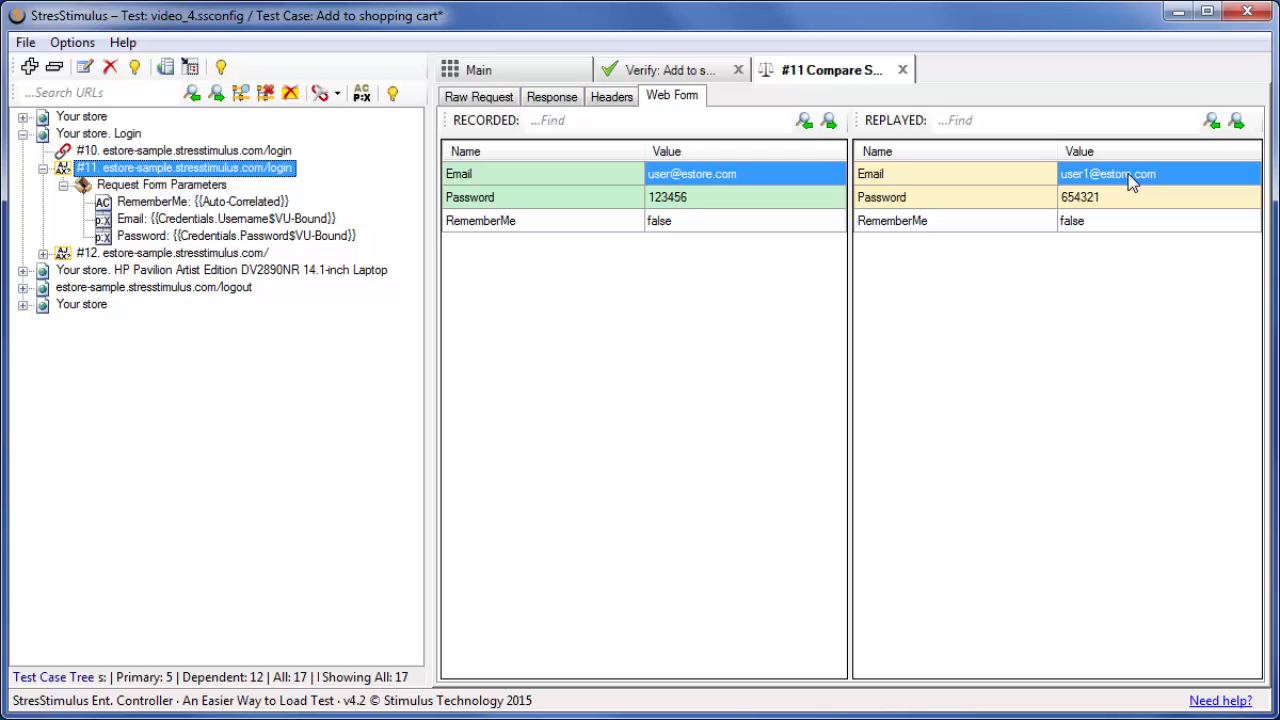 StresStimulus – Test: video_4.ssconfig / Test Case: Add to shopping cart*
File Options Help
Main
Verify: Add to s...
#11 Compare S...
...Search URLs
AC
P:X
Raw Request Response Headers Web Form
RECORDED: ...Find
REPLAYED: ...Find
Your store
Your store. Login
#10. estore-sample.stresstimulus.com/login
AJ
AX?
#11. estore-sample.stresstimulus.com/login
Request Form Parameters
AC RememberMe: {{Auto-Correlated}}
p:X Email: {{Credentials.Username$VU-Bound}}
p:X Password: {{Credentials.Password$VU-Bound}}
AJ
AX?
#12. estore-sample.stresstimulus.com/
Your store. HP Pavilion Artist Edition DV2890NR 14.1-inch Laptop
estore-sample.stresstimulus.com/logout
Your store
Name Value
Email user@estore.com
Password 123456
RememberMe false
Name Value
Email user1@estore.com
Password 654321
RememberMe false
Test Case Tree s: | Primary: 5 | Dependent: 12 | All: 17 | | Showing All: 17
StresStimulus Ent. Controller · An Easier Way to Load Test · v4.2 © Stimulus Technology 2015
Need help?